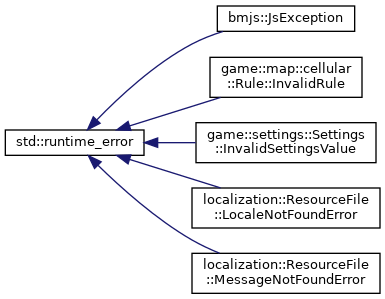 bmjs::JsException
game::map::cellular
::Rule::InvalidRule
std::runtime_error
game::settings::Settings
::InvalidSettingsValue
localization::ResourceFile
::LocaleNotFoundError
localization::ResourceFile
::MessageNotFoundError